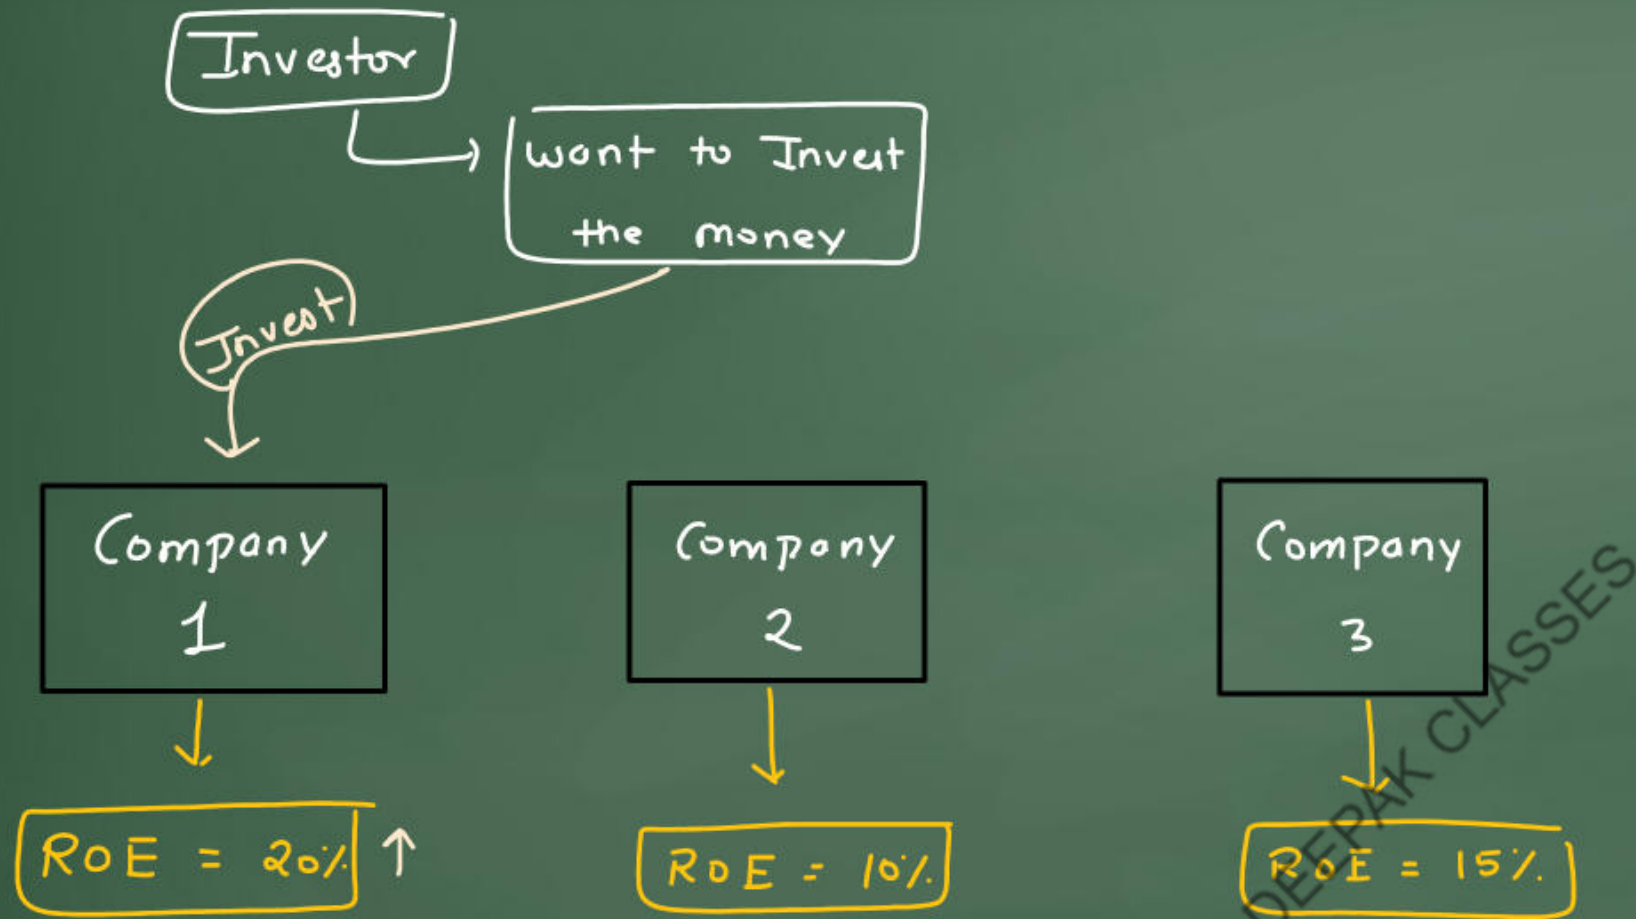 Investor
want to Invest
the money
Invest
Company
1
Company
2
Company
3
ROE = 20% ↑
ROE = 10%
ROE = 15%
DEEPAK CLASSES